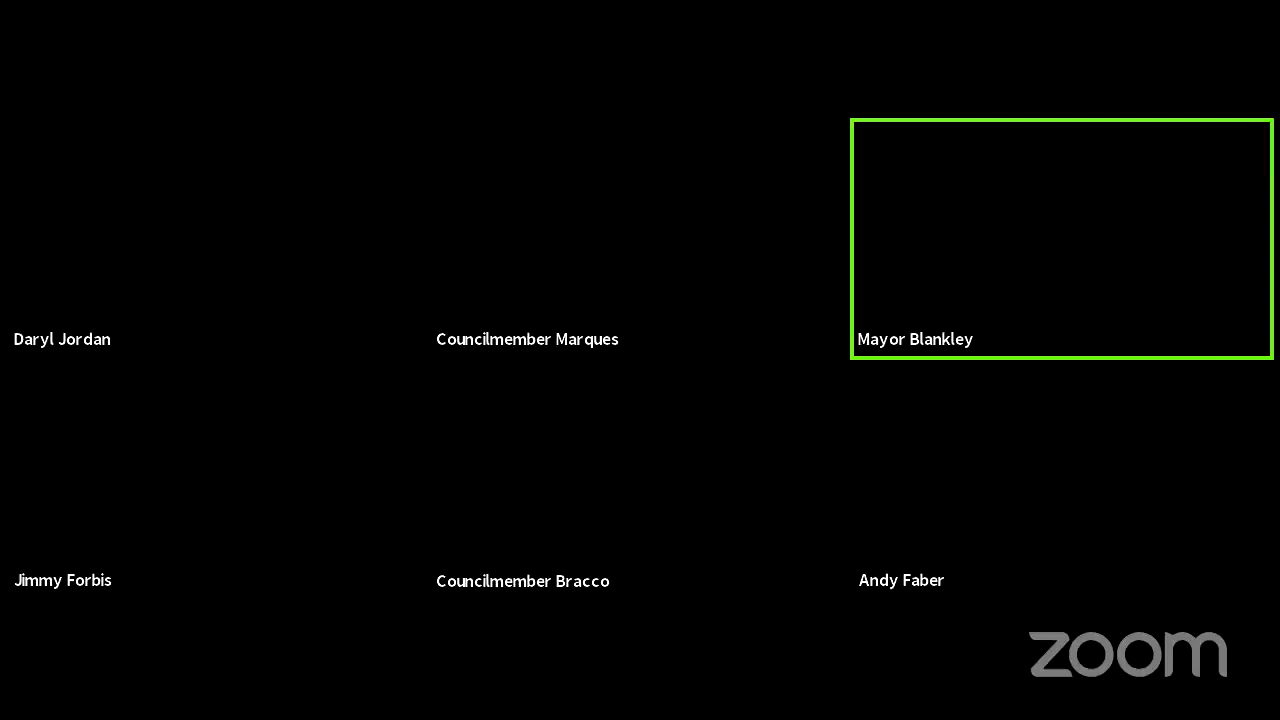 Daryl Jordan
Councilmember Marques
Mayor Blankley
Jimmy Forbis
Councilmember Bracco
Andy Faber
zoom